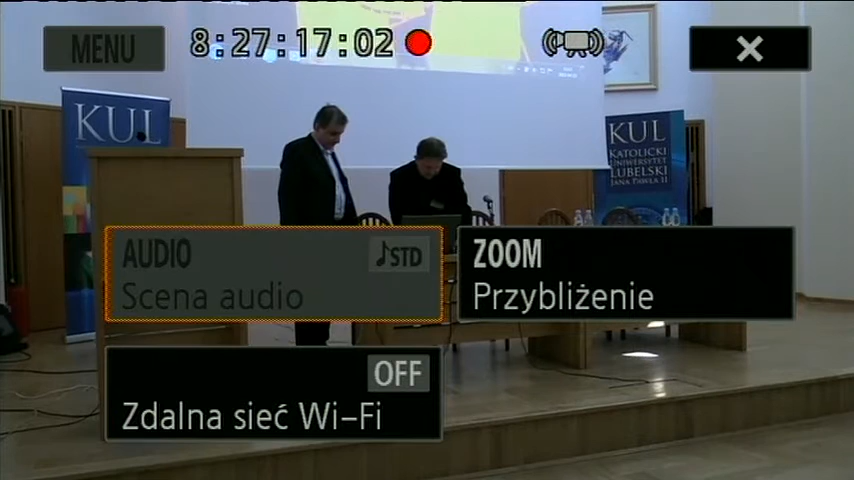 MENU
8:27:17:02
KUL
KUL
KATOLICKI
UNIWERSYTET
LUBELSKI
JANA PAWŁA II
AUDIO
♪STD
Scena audio
ZOOM
Przybliżenie
OFF
Zdalna sieć Wi-Fi